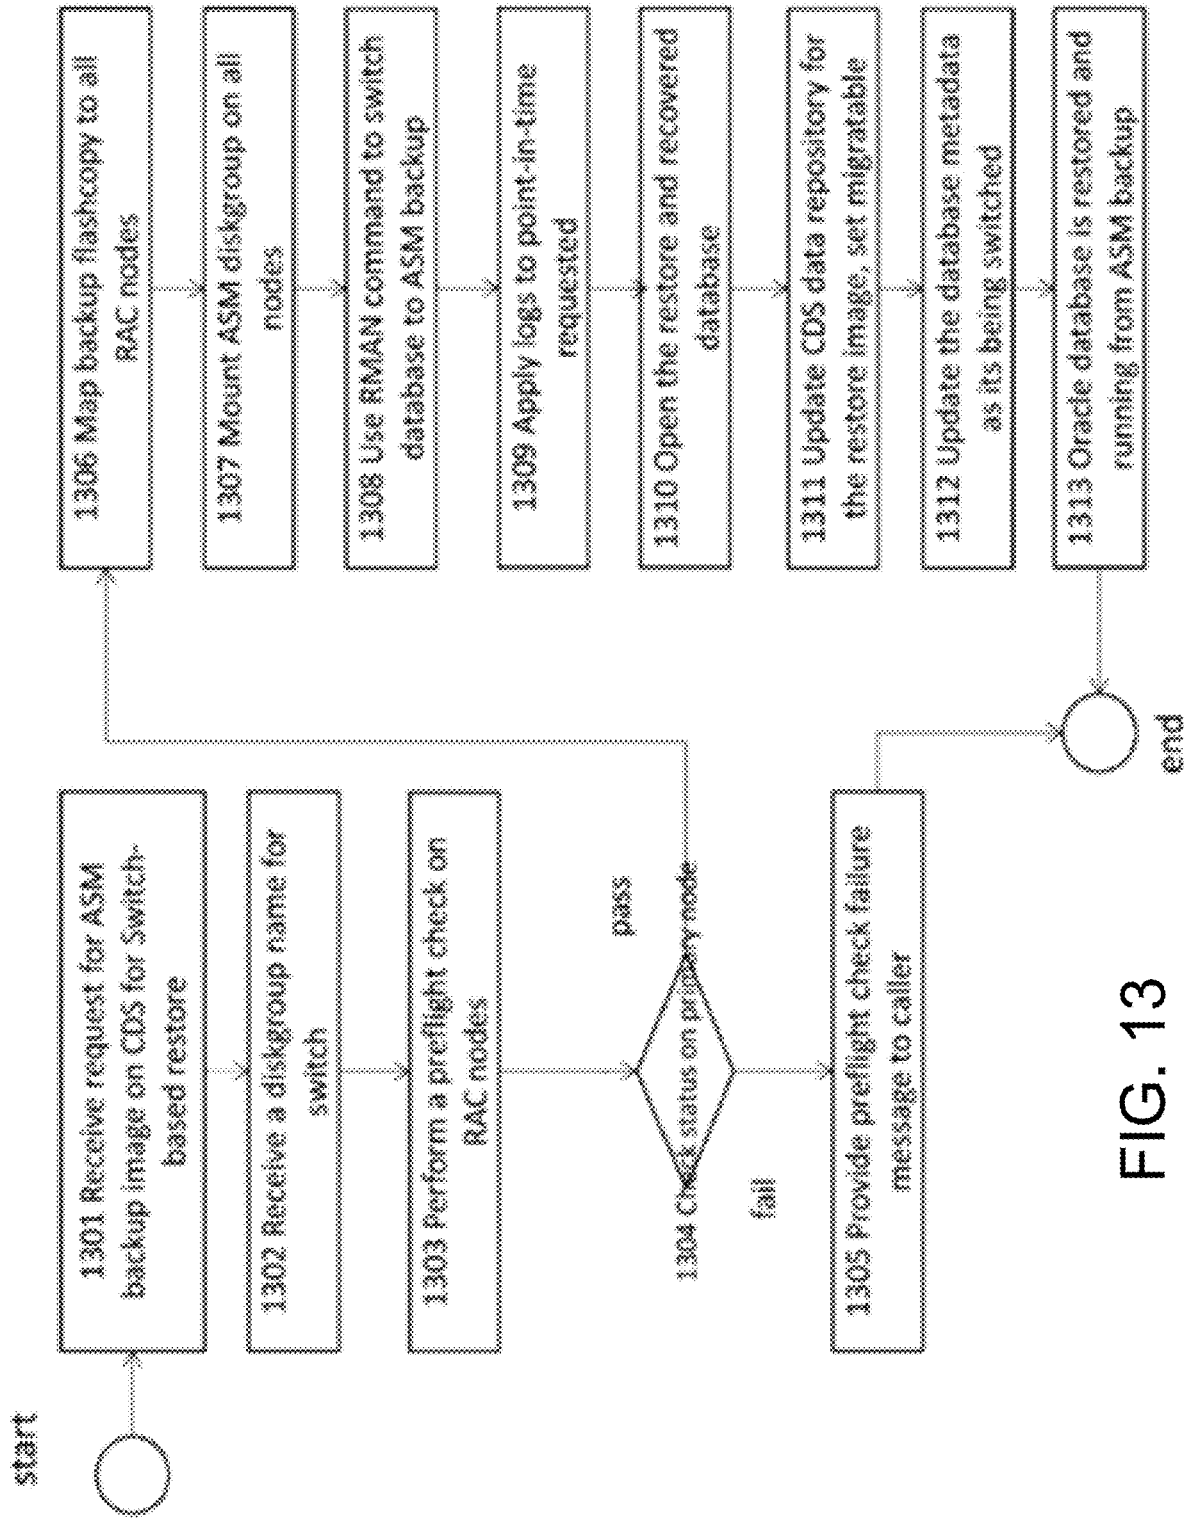 start
1301 Receive request for ASM
backup image on CDS for Switch-
based restore
1302 Receive a diskgroup name for
switch
1303 Perform a preflight check on
RAC nodes
1304 Check status on primary node
pass
fail
1305 Provide preflight check failure
message to caller
1306 Map backup flashcopy to all
RAC nodes
1307 Mount ASM diskgroup on all
nodes
1308 Use RMAN command to switch
database to ASM backup
1309 Apply logs to point-in-time
requested
1310 Open the restore and recovered
database
1311 Update CDS data repository for
the restore image, set migratable
1312 Update the database metadata
as its being switched
1313 Oracle database is restored and
running from ASM backup
end
FIG. 13